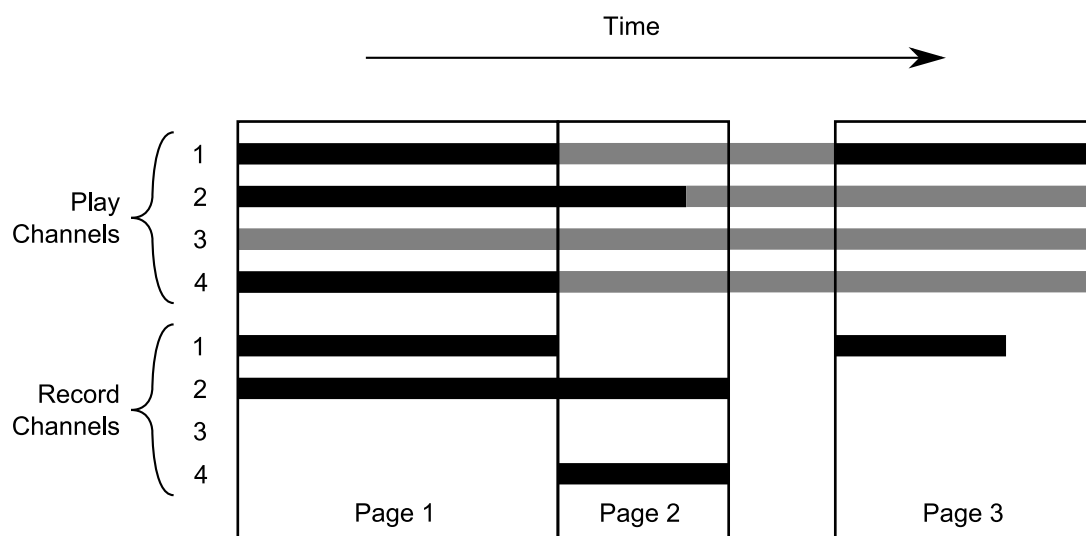 Time
Play
Channels
1
2
3
4
Record
Channels
1
2
3
4
Page 1
Page 2
Page 3